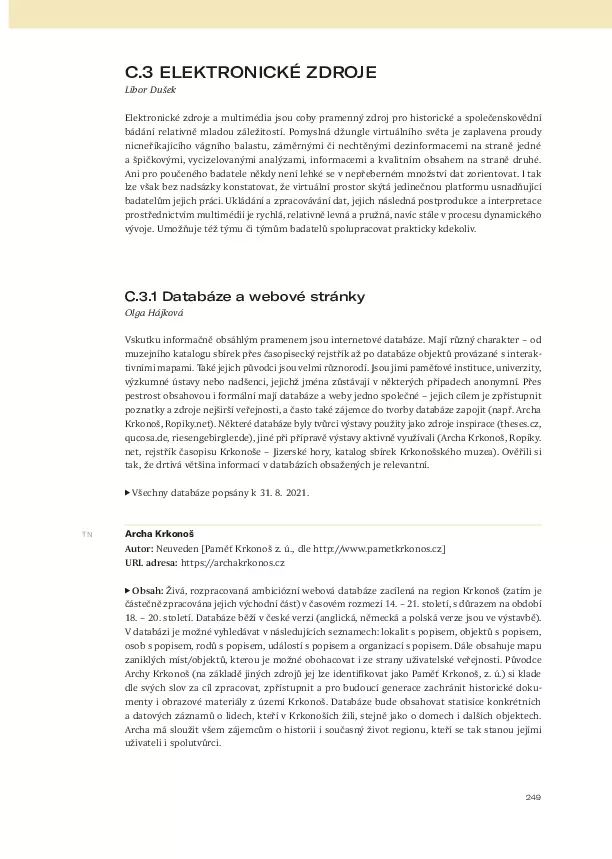 C.3 ELEKTRONICKÉ ZDROJE
Libor Dušek
Elektronické zdroje a multimédia jsou coby pramenný zdroj pro historické a společenskovědní
bádání relativně mladou záležitostí. Pomyslná džungle virtuálního světa je zaplavena proudy
nicneříkajícího vágního balastu, záměrnými či nechtěnými dezinformacemi na straně jedné
a špičkovými, vycizelovanými analýzami, informacemi a kvalitním obsahem na straně druhé.
Ani pro poučeného badatele někdy není lehké se v nepřeberném množství dat zorientovat. I tak
lze však bez nadsázky konstatovat, že virtuální prostor skýtá jedinečnou platformu usnadňující
badatelům jejich práci. Ukládání a zpracovávání dat, jejich následná postprodukce a interpretace
prostřednictvím multimédií je rychlá, relativně levná a pružná, navíc stále v procesu dynamického
vývoje. Umožňuje též týmu či týmům badatelů spolupracovat prakticky kdekoliv.
C.3.1 Databáze a webové stránky
Olga Hájková
Vskutku informačně obsáhlým pramenem jsou internetové databáze. Mají různý charakter – od
muzejního katalogu sbírek přes časopisecký rejstřík až po databáze objektů provázané s interak-
tivními mapami. Také jejich původci jsou velmi různorodí. Jsou jimi paměťové instituce, univerzity,
výzkumné ústavy nebo nadšenci, jejichž jména zůstávají v některých případech anonymní. Přes
pestrost obsahovou i formální mají databáze a weby jedno společné – jejich cílem je zpřístupnit
poznatky a zdroje nejširší veřejnosti, a často také zájemce do tvorby databáze zapojit (např. Archa
Krkonoš, Ropiky.net). Některé databáze byly tvůrci výstavy použity jako zdroje inspirace (theses.cz,
qucosa.de, riesengebirgler.de), jiné při přípravě výstavy aktivně využívali (Archa Krkonoš, Ropiky.
net, rejstřík časopisu Krkonoše – Jizerské hory, katalog sbírek Krkonošského muzea). Ověřili si
tak, že drtivá většina informací v databázích obsažených je relevantní.
▶ Všechny databáze popsány k 31. 8. 2021.
TN
Archa Krkonoš
Autor: Neuveden [Paměť Krkonoš z. ú., dle http://www.pametkrkonos.cz]
URL adresa: https://archakrkonos.cz
▶ Obsah: Živá, rozpracovaná ambiciózní webová databáze zacílená na region Krkonoš (zatím je
částečně zpracována jejich východní část) v časovém rozmezí 14. – 21. století, s důrazem na období
18. – 20. století. Databáze běží v české verzi (anglická, německá a polská verze jsou ve výstavbě).
V databázi je možné vyhledávat v následujících seznamech: lokalit s popisem, objektů s popisem,
osob s popisem, rodů s popisem, událostí s popisem a organizací s popisem. Dále obsahuje mapu
zaniklých míst/objektů, kterou je možné obohacovat i ze strany uživatelské veřejnosti. Původce
Archy Krkonoš (na základě jiných zdrojů jej lze identifikovat jako Paměť Krkonoš, z. ú.) si klade
dle svých slov za cíl zpracovat, zpřístupnit a pro budoucí generace zachránit historické doku-
menty i obrazové materiály z území Krkonoš. Databáze bude obsahovat statisíce konkrétních
a datových záznamů o lidech, kteří v Krkonoších žili, stejně jako o domech i dalších objektech.
Archa má sloužit všem zájemcům o historii i současný život regionu, kteří se tak stanou jejími
uživateli i spolutvůrci.
249